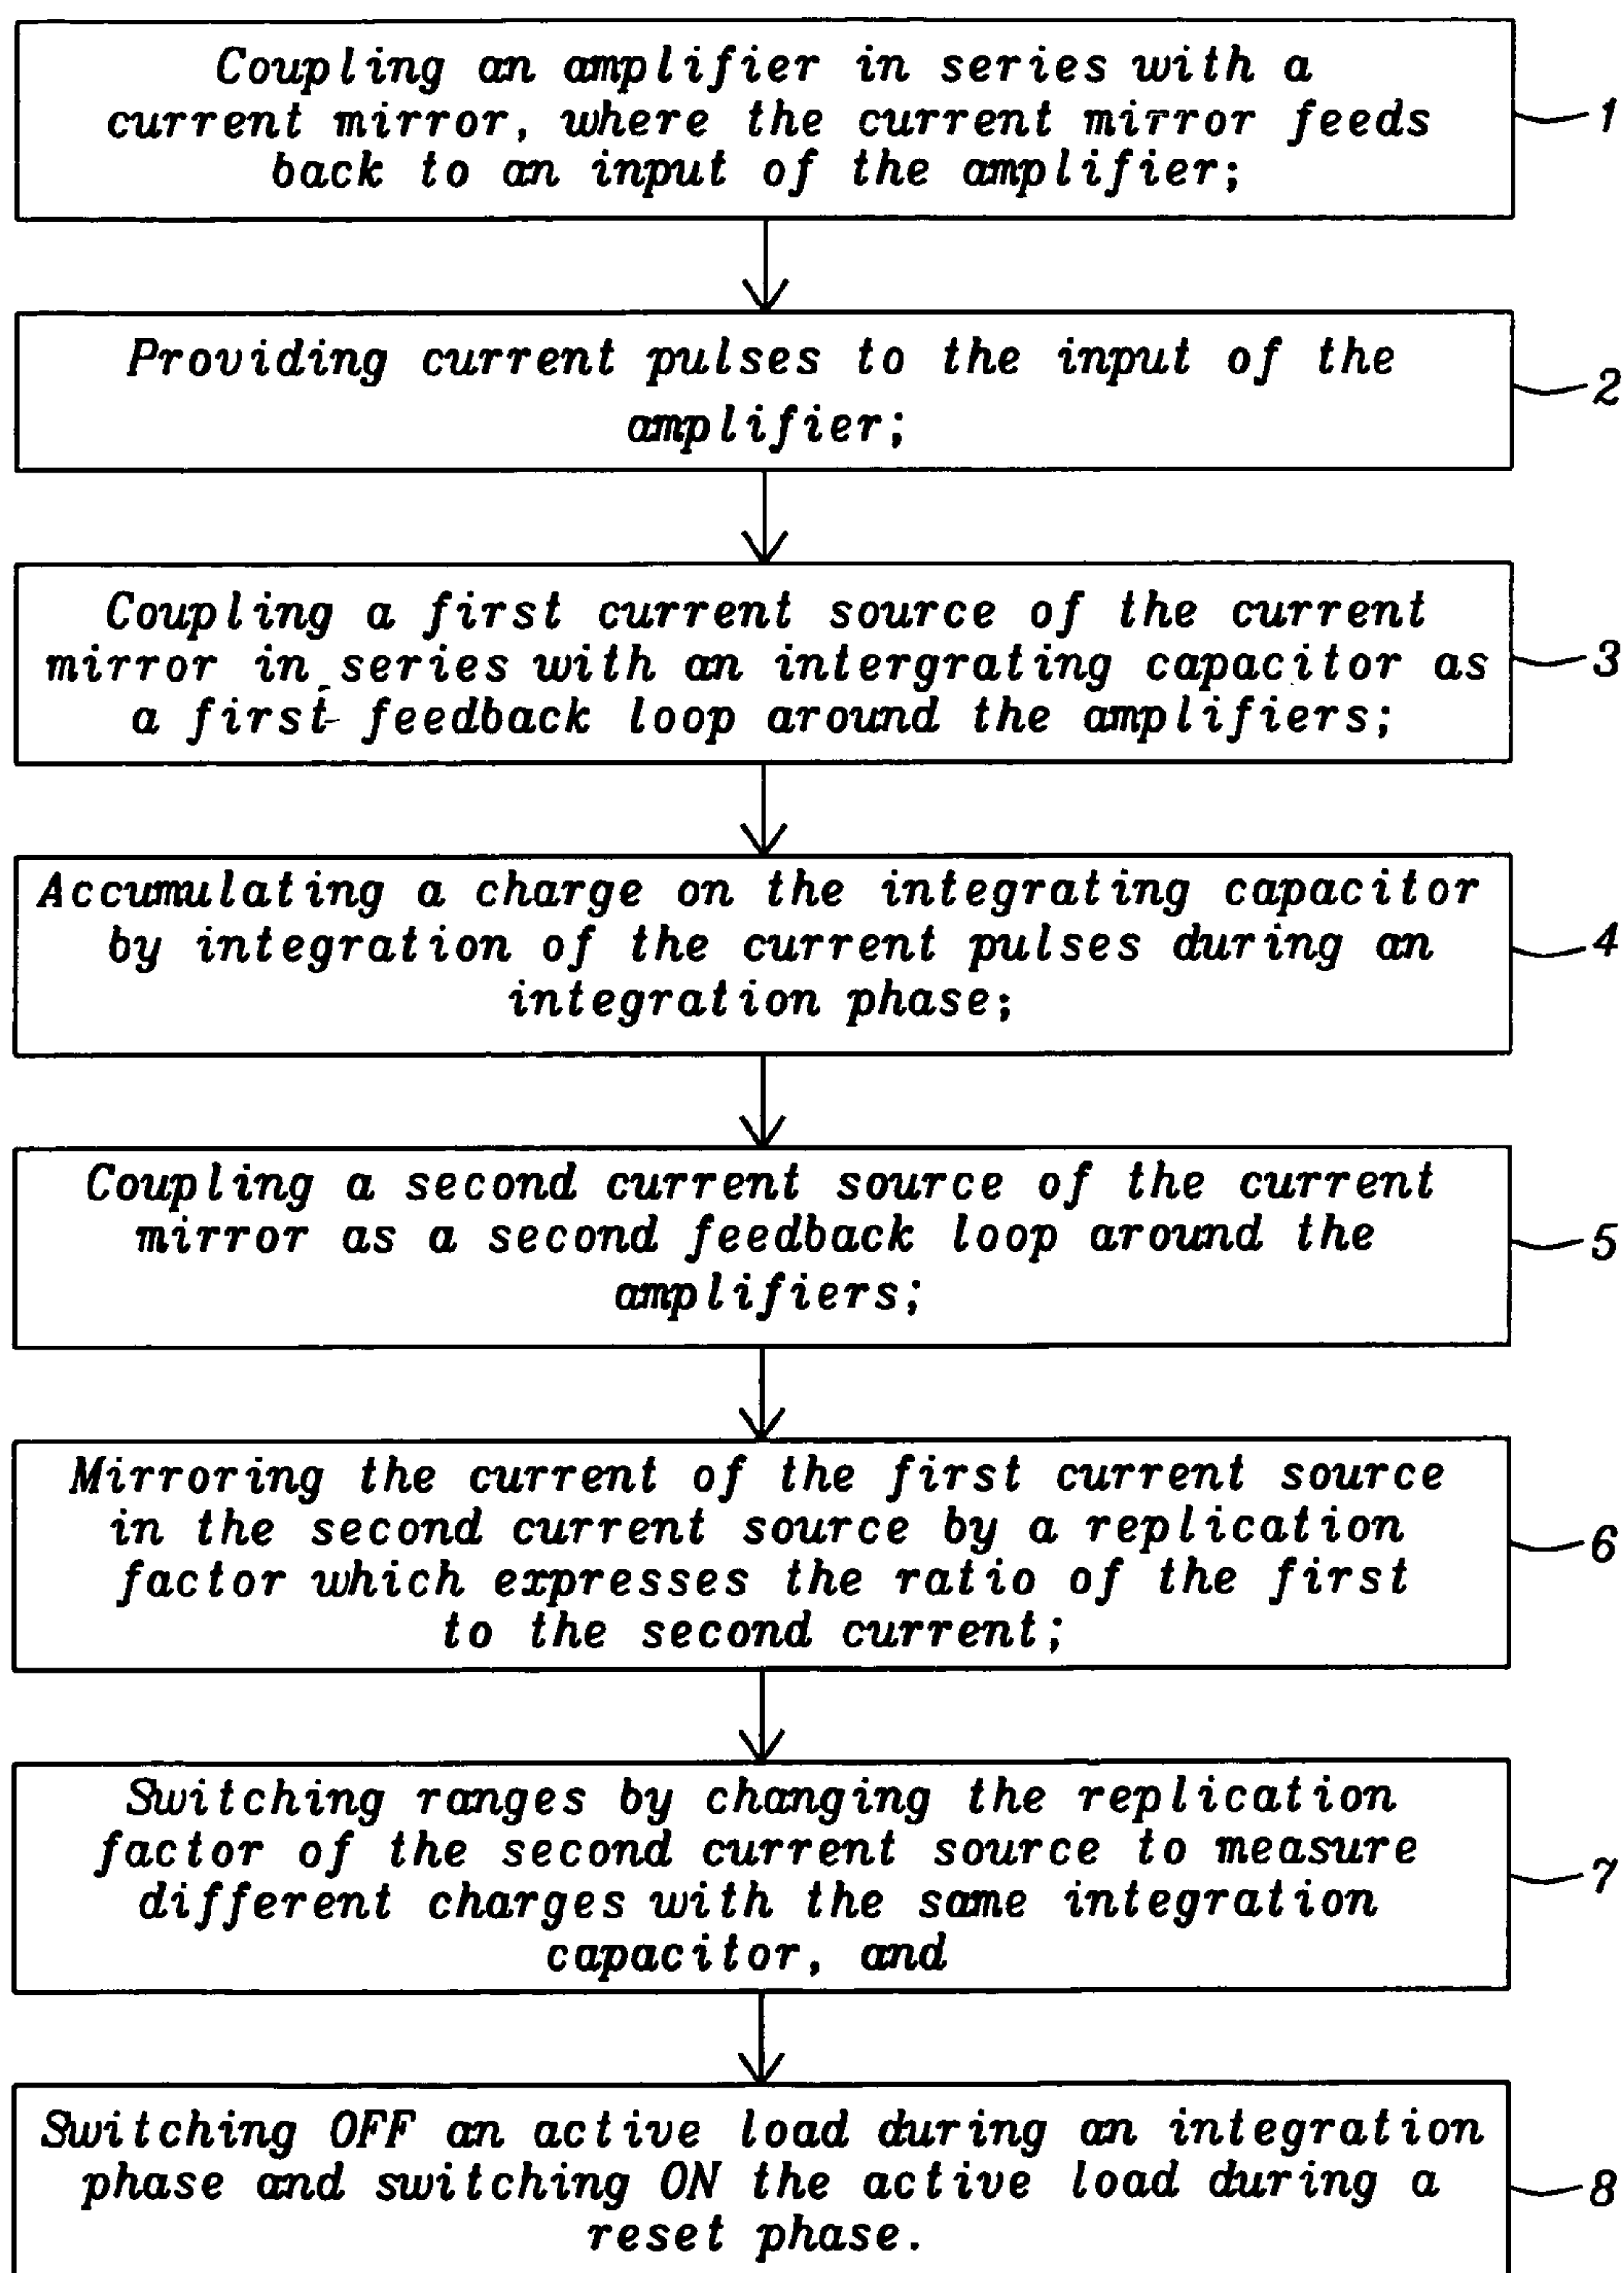 Coupling an amplifier in series with a
current mirror, where the current mirror feeds
back to an input of the amplifier;
1
Providing current pulses to the input of the
amplifier;
2
Coupling a first current source of the current
mirror in series with an intergrating capacitor as
a first feedback loop around the amplifiers;
3
Accumulating a charge on the integrating capacitor
by integration of the current pulses during an
integration phase;
4
Coupling a second current source of the current
mirror as a second feedback loop around the
amplifiers;
5
Mirroring the current of the first current source
in the second current source by a replication
factor which expresses the ratio of the first
to the second current;
6
Switching ranges by changing the replication
factor of the second current source to measure
different charges with the same integration
capacitor, and
7
Switching OFF an active load during an integration
phase and switching ON the active load during a
reset phase.
8